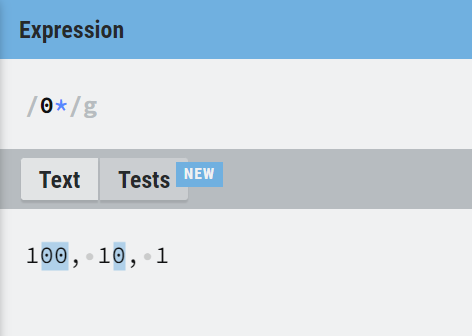 Expression
/0*/g
Text Tests NEW
100, 10, 1